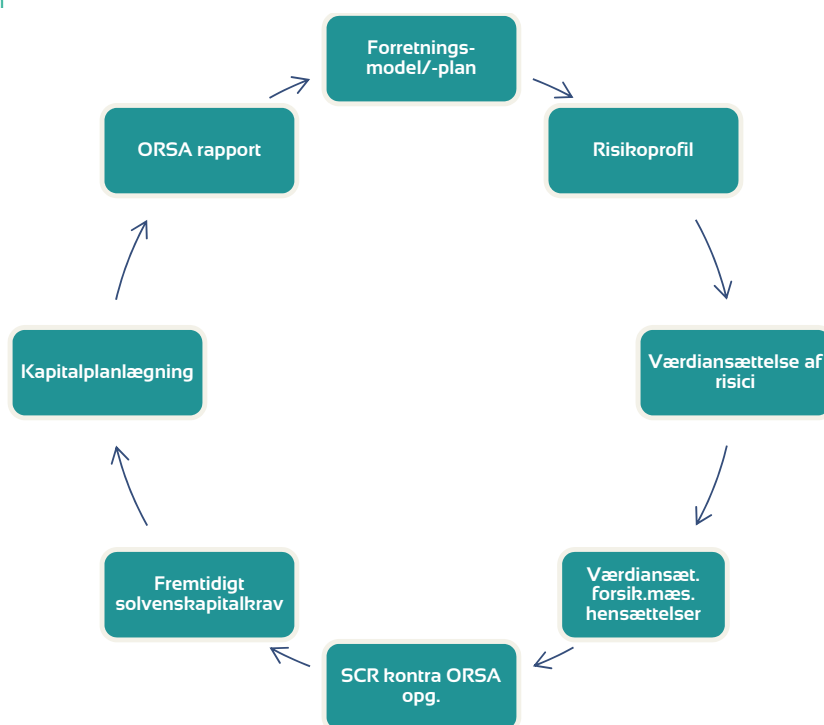 Forretnings-
model/-plan
Risikoprofil
Værdiansættelse af
risici
Værdiansæt.
forsik.mæs.
hensættelser
SCR kontra ORSA
opg.
Fremtidigt
solvenskapitalkrav
Kapitalplanlægning
ORSA rapport